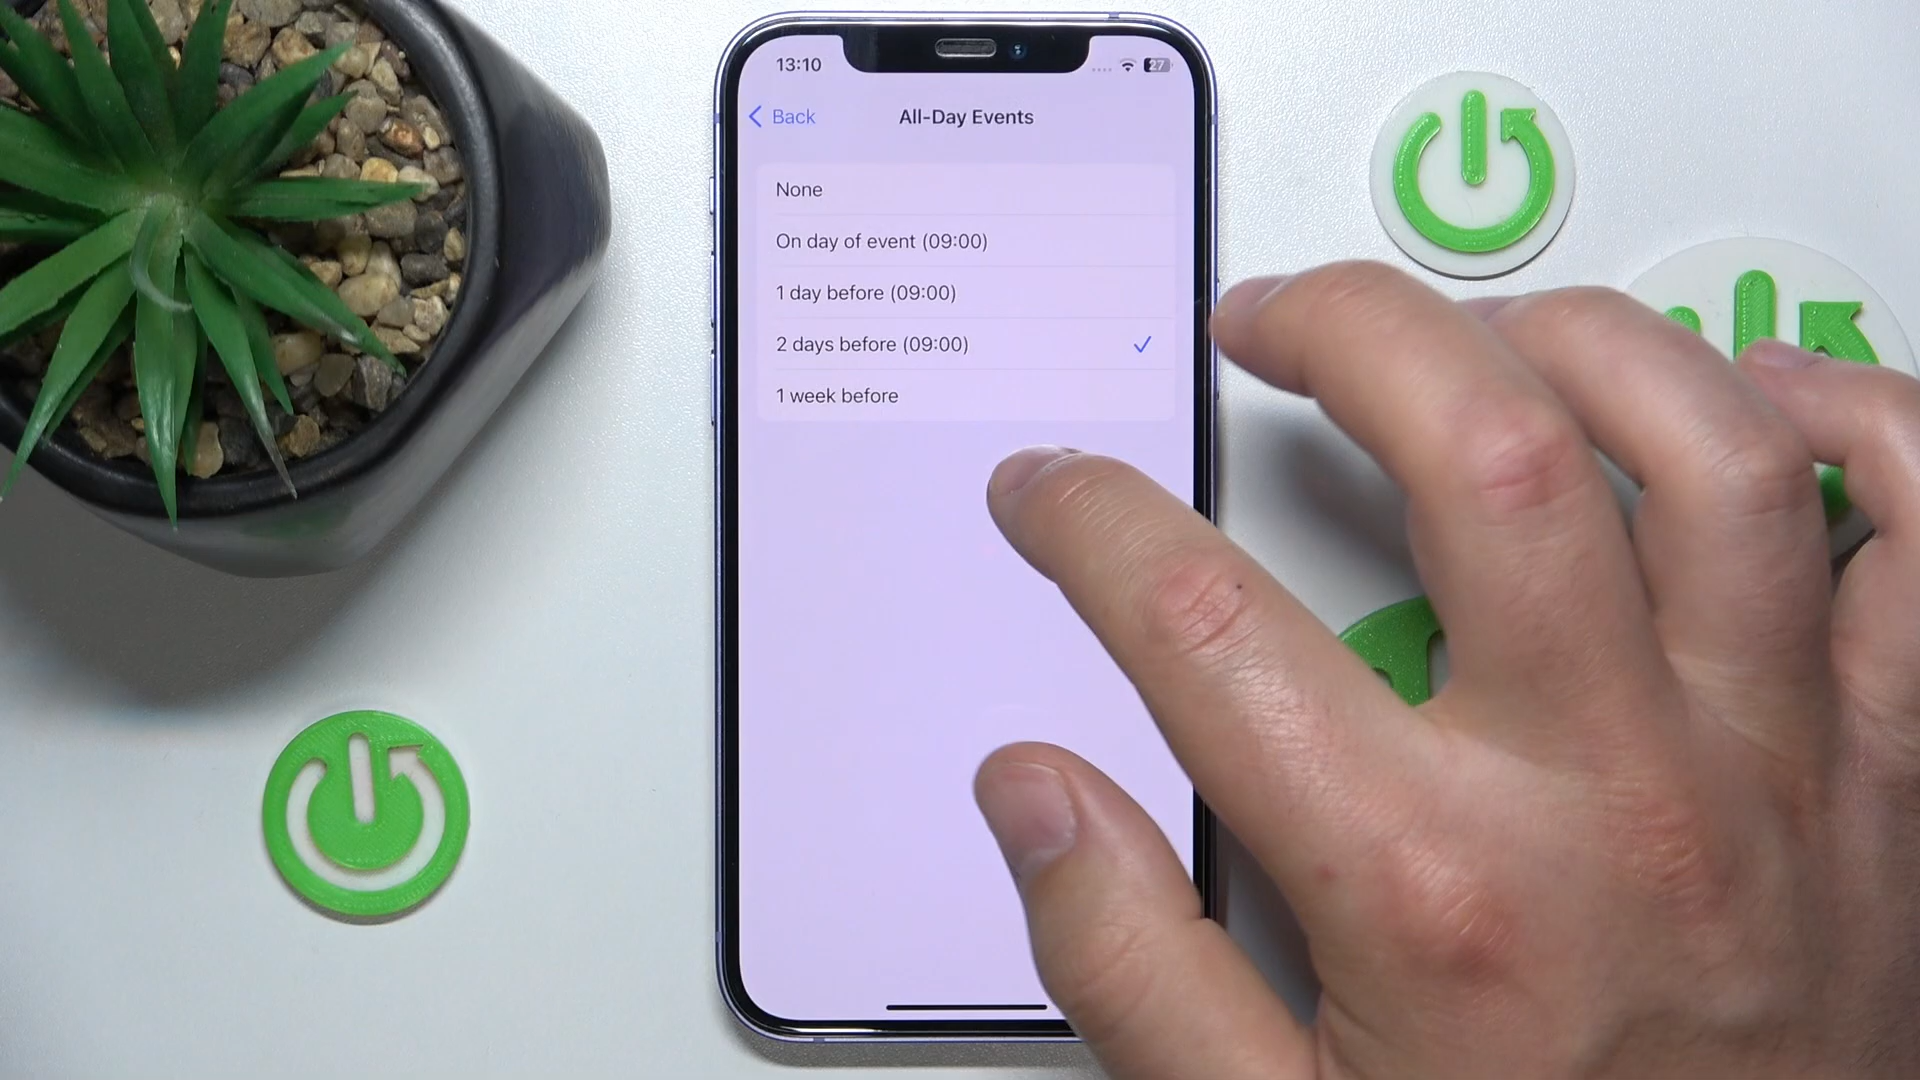 13:10
27
Back
All-Day Events
None
On day of event (09:00)
1 day before (09:00)
2 days before (09:00)
1 week before